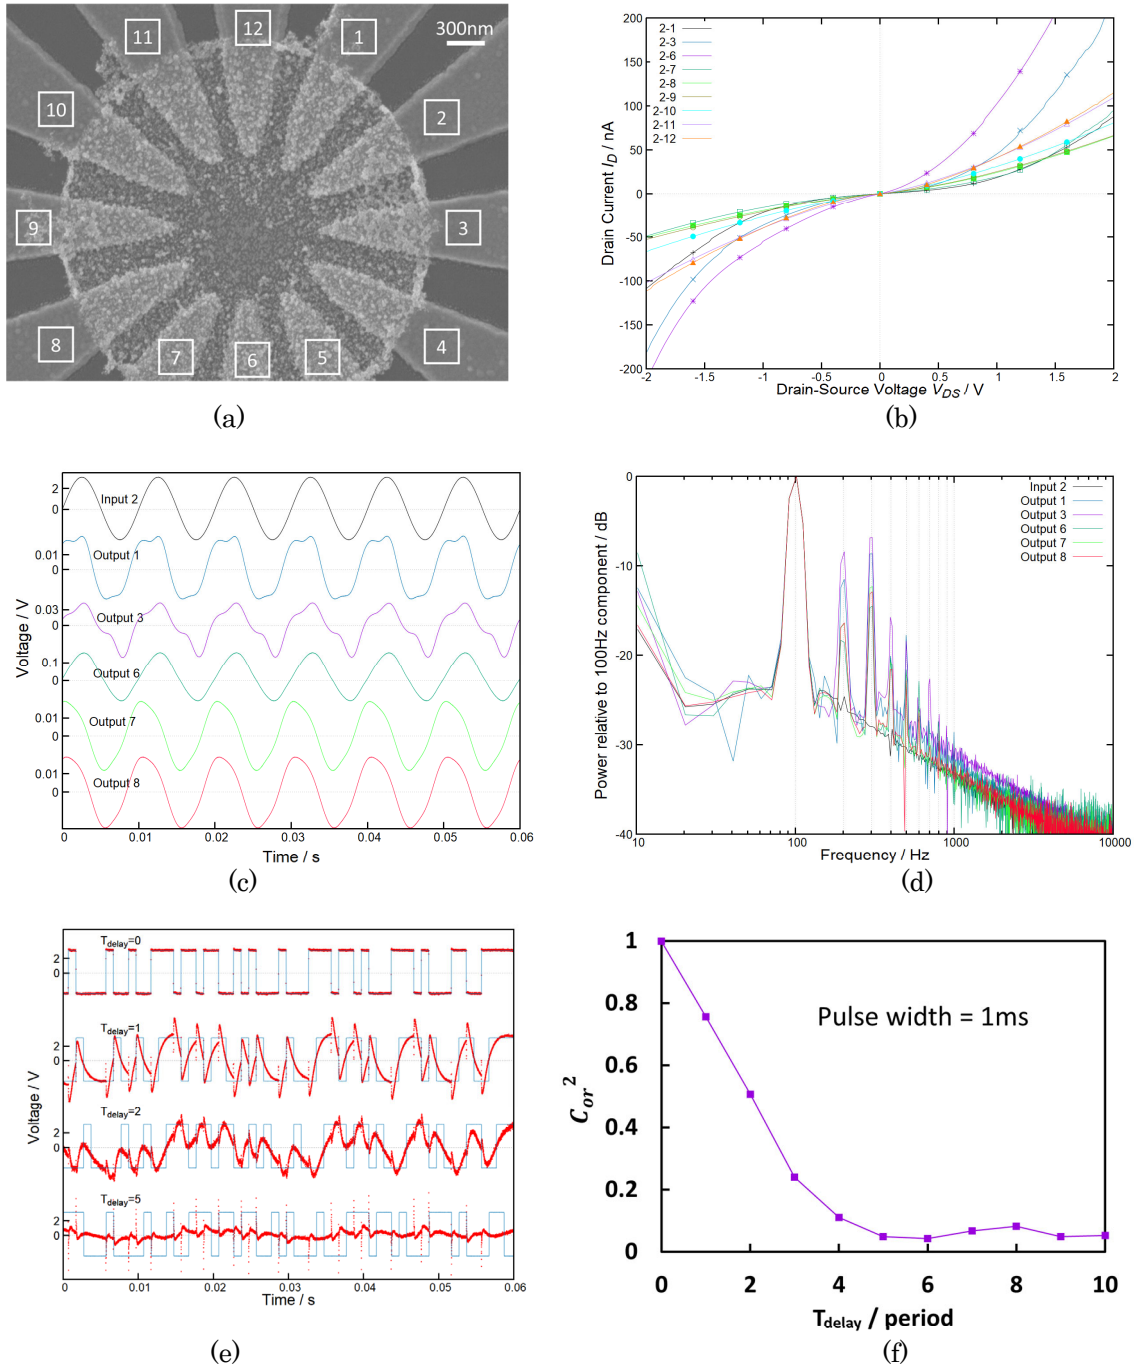 11
12
1
300nm
10
2
9
3
8
4
7
6
5
(a)
200
150
100
50
0
-50
-100
-150
-200
Drain Current I_D / nA
2-1
2-3
2-6
2-7
2-8
2-9
2-10
2-11
2-12
-2
-1.5
-1
-0.5
0
0.5
1
1.5
2
Drain-Source Voltage V_DS / V
(b)
Voltage / V
2
0
Input 2
0.01
0
Output 1
0.03
0
Output 3
0.1
0
Output 6
0.01
0
Output 7
0.01
0
Output 8
0
0.01
0.02
0.03
0.04
0.05
0.06
Time / s
(c)
Power relative to 100Hz component / dB
0
-10
-20
-30
-40
Input 2
Output 1
Output 3
Output 6
Output 7
Output 8
10
100
1000
10000
Frequency / Hz
(d)
Voltage / V
T_delay=0
2
0
T_delay=1
2
0
T_delay=2
2
0
T_delay=5
2
0
0
0.01
0.02
0.03
0.04
0.05
0.06
Time / s
(e)
C_or^2
1
0.8
0.6
0.4
0.2
0
Pulse width = 1ms
0
2
4
6
8
10
T_delay / period
(f)